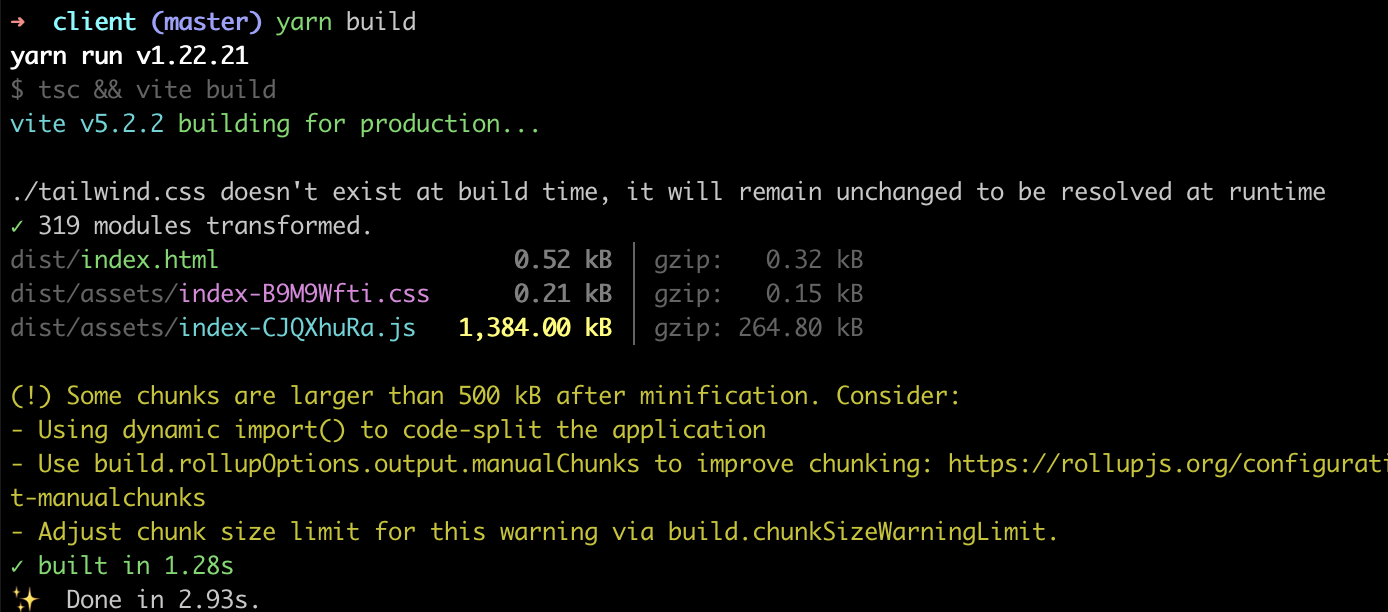 ➜ client (master) yarn build
yarn run v1.22.21
$ tsc && vite build
vite v5.2.2 building for production...
./tailwind.css doesn't exist at build time, it will remain unchanged to be resolved at runtime
✓ 319 modules transformed.
dist/index.html 0.52 kB │ gzip: 0.32 kB
dist/assets/index-B9M9Wfti.css 0.21 kB │ gzip: 0.15 kB
dist/assets/index-CJQXhuRa.js 1,384.00 kB │ gzip: 264.80 kB
(!) Some chunks are larger than 500 kB after minification. Consider:
- Using dynamic import() to code-split the application
- Use build.rollupOptions.output.manualChunks to improve chunking: https://rollupjs.org/configurati
t-manualchunks
- Adjust chunk size limit for this warning via build.chunkSizeWarningLimit.
✓ built in 1.28s
✨ Done in 2.93s.